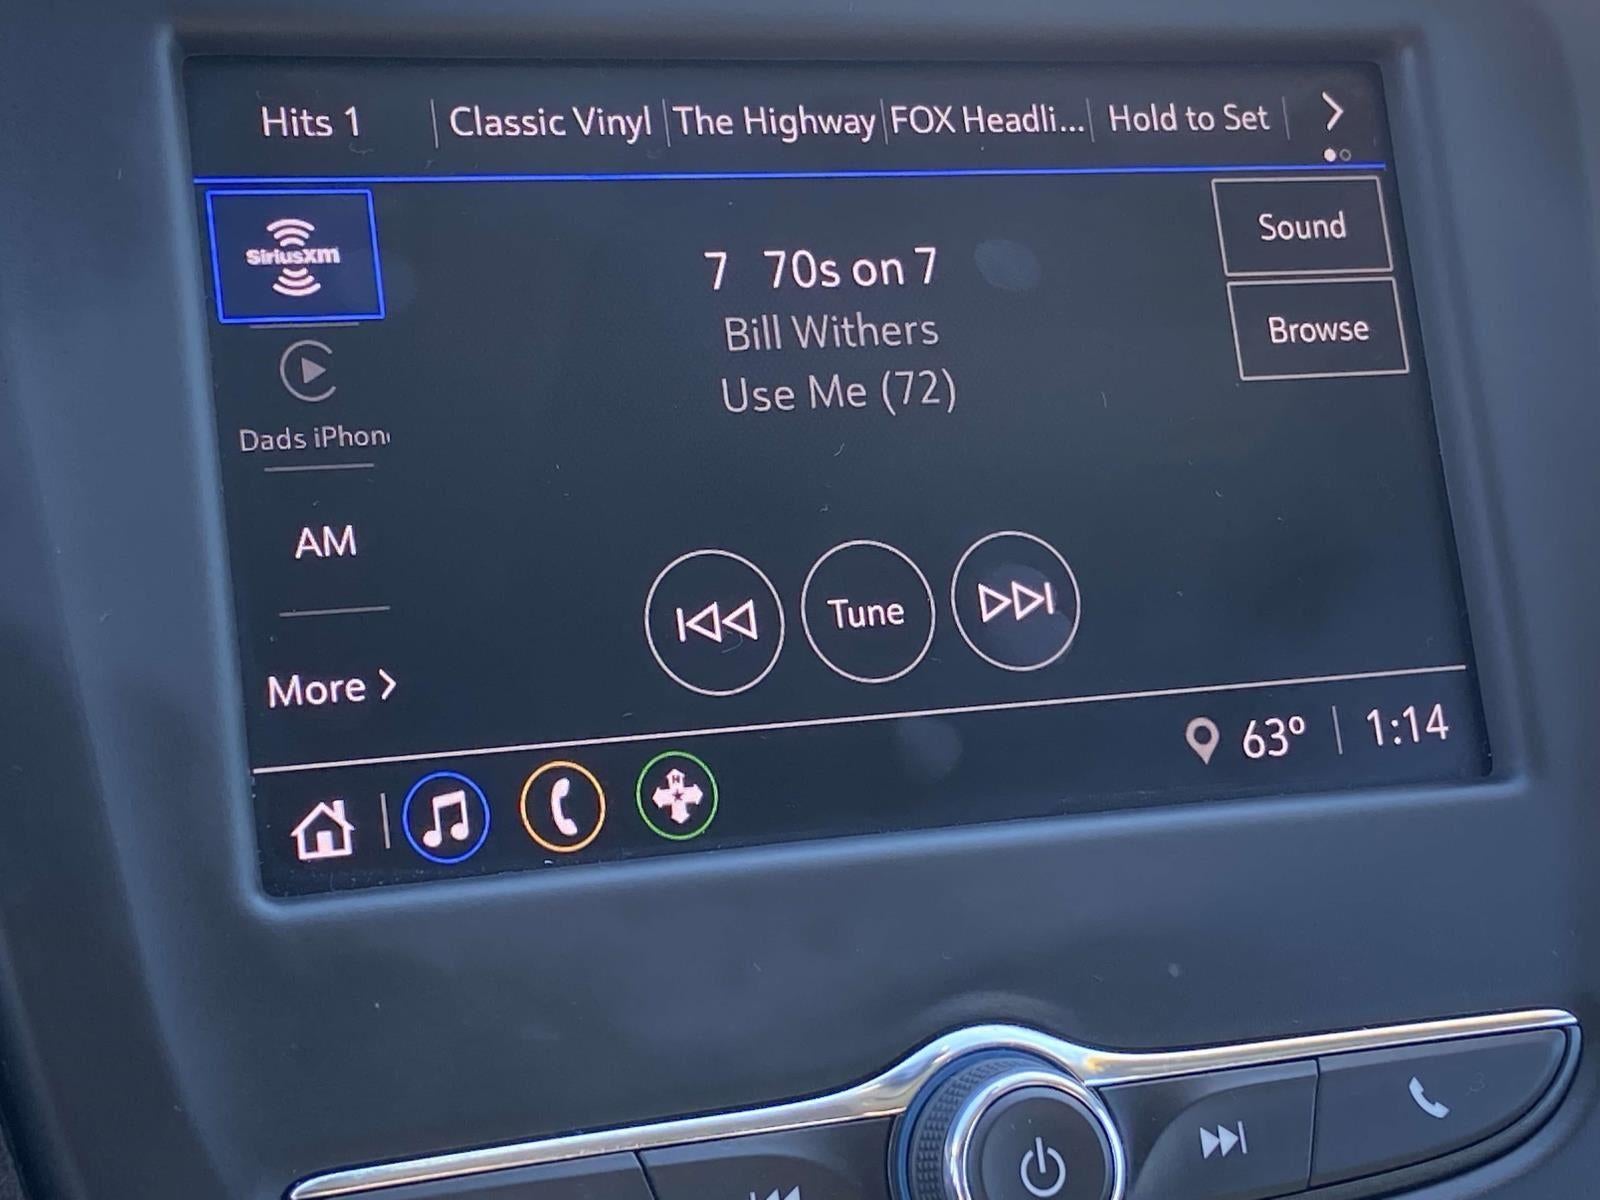 Hits 1
Classic Vinyl
The Highway
FOX Headli...
Hold to Set
SiriusXM
Sound
7 70s on 7
Bill Withers
Browse
Use Me (72)
Dads iPhon
AM
Tune
More >
63° 1:14
N